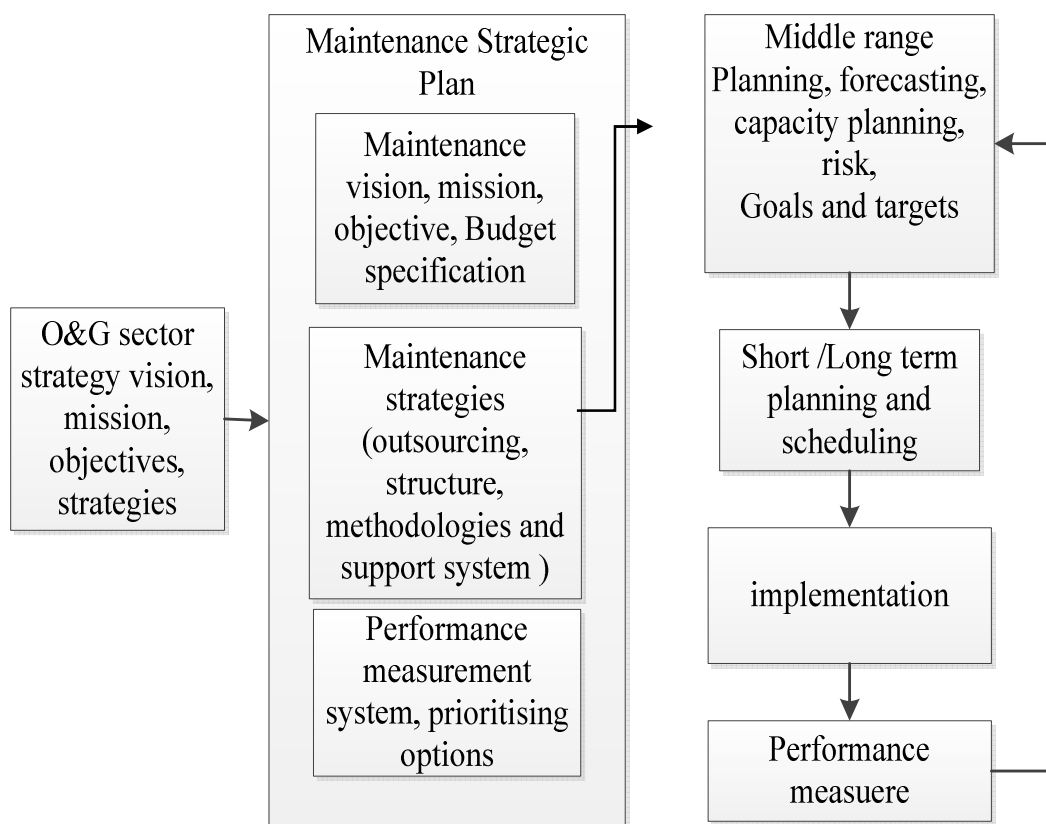 O&G sector
strategy vision,
mission,
objectives,
strategies
Maintenance Strategic
Plan
Maintenance
vision, mission,
objective, Budget
specification
Maintenance
strategies
(outsourcing,
structure,
methodologies and
support system )
Performance
measurement
system, prioritising
options
Middle range
Planning, forecasting,
capacity planning,
risk,
Goals and targets
Short /Long term
planning and
scheduling
implementation
Performance
measuere